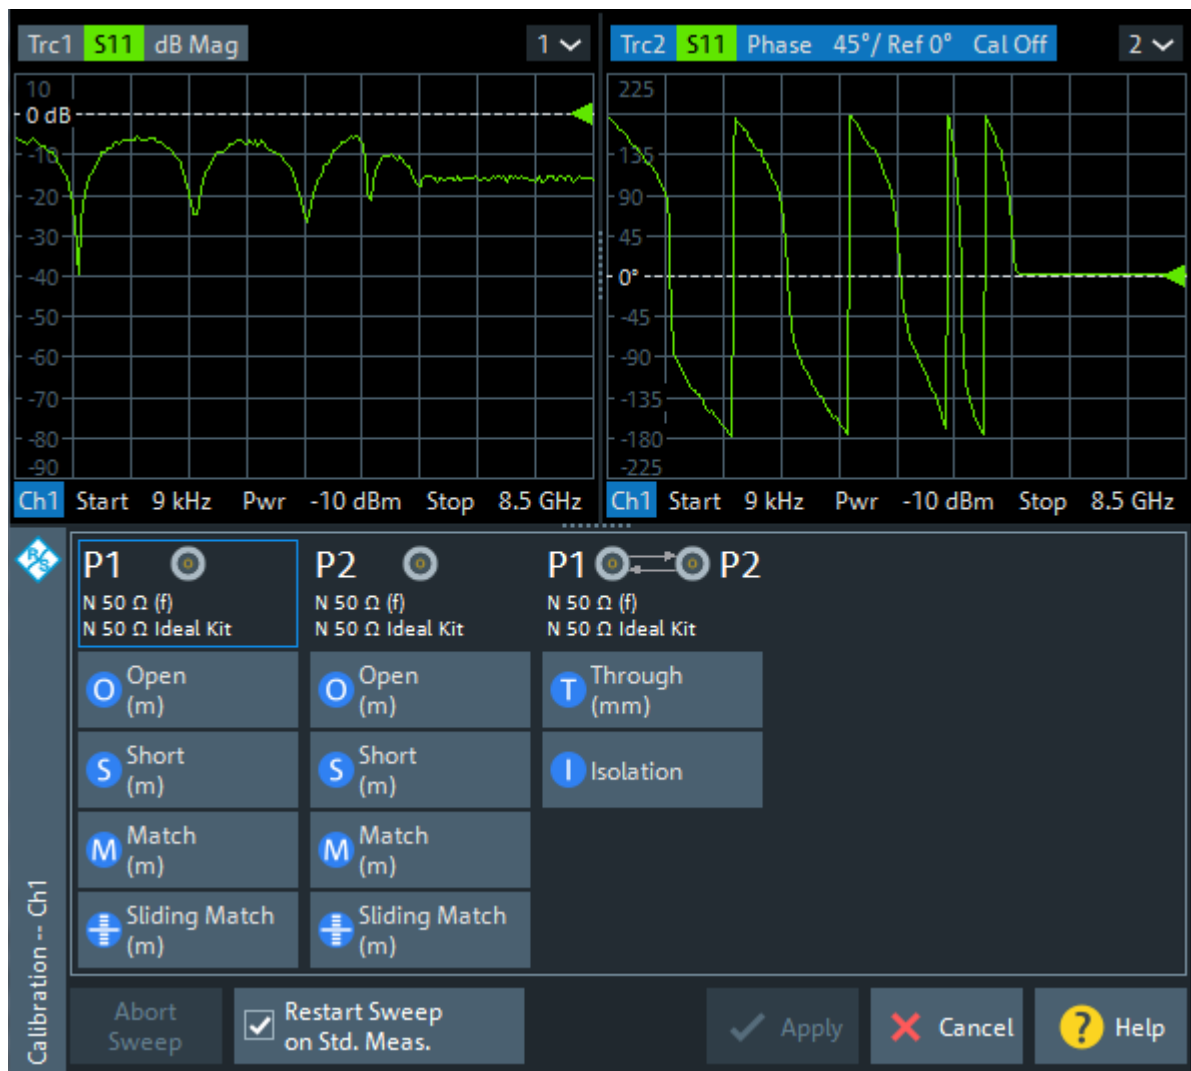 Trc1 S11 dB Mag 1
10
0 dB
-10
-20
-30
-40
-50
-60
-70
-80
-90
Ch1 Start 9 kHz Pwr -10 dBm Stop 8.5 GHz
Trc2 S11 Phase 45°/ Ref 0° Cal Off 2
225
135
90
45
0°
-45
-90
-135
-180
-225
Ch1 Start 9 kHz Pwr -10 dBm Stop 8.5 GHz
R/S
Calibration -- Ch1
P1
N 50 Ω (f)
N 50 Ω Ideal Kit
O Open
(m)
S Short
(m)
M Match
(m)
Sliding Match
(m)
P2
N 50 Ω (f)
N 50 Ω Ideal Kit
O Open
(m)
S Short
(m)
M Match
(m)
Sliding Match
(m)
P1 P2
N 50 Ω (f)
N 50 Ω Ideal Kit
T Through
(mm)
I Isolation
Abort
Sweep
Restart Sweep
on Std. Meas.
Apply
Cancel
? Help